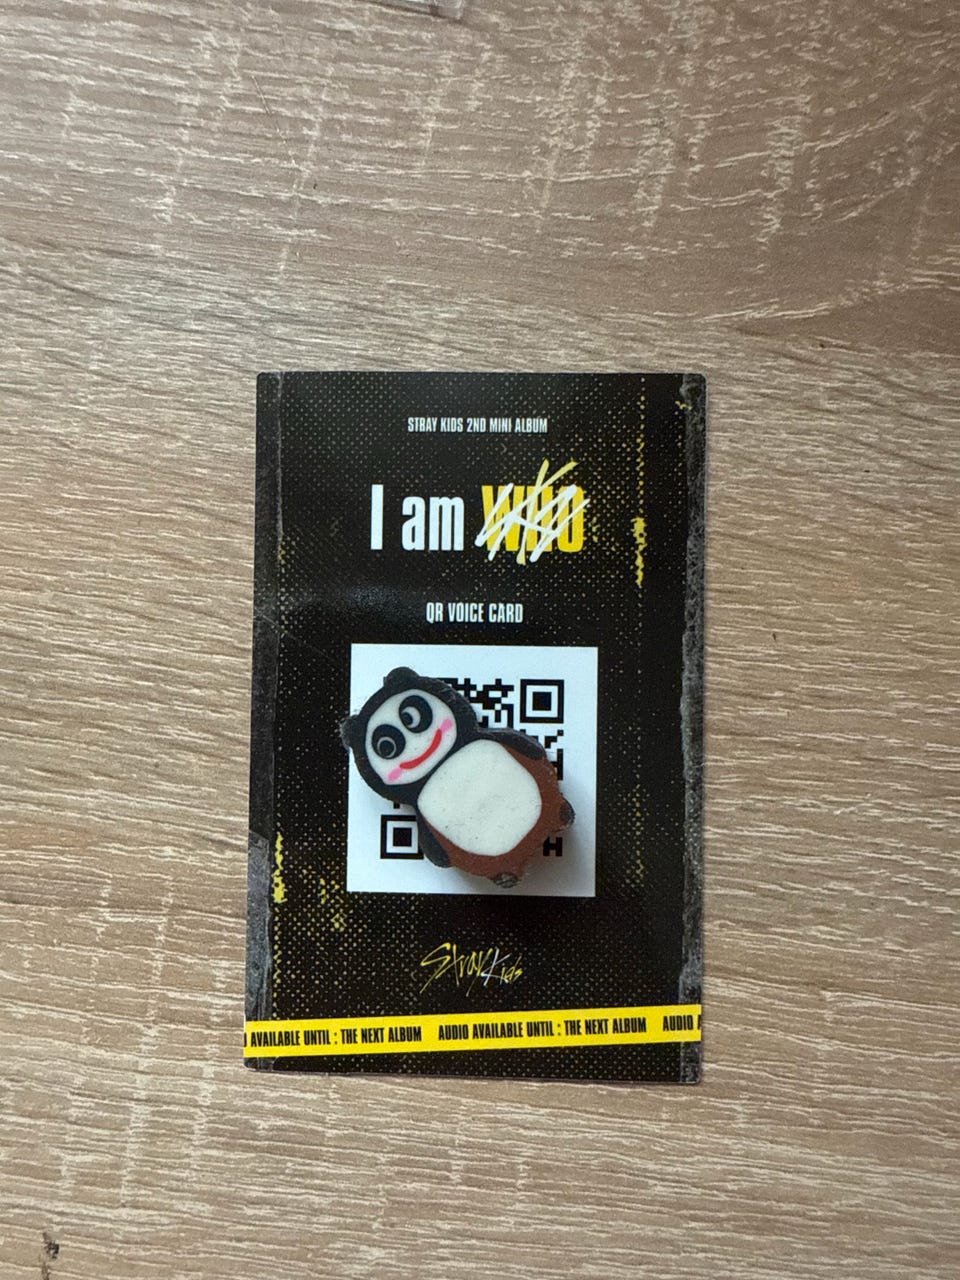 STRAY KIDS 2ND MINI ALBUM
I am WHO
QR VOICE CARD
Stray Kids
AVAILABLE UNTIL : THE NEXT ALBUM AUDIO AVAILABLE UNTIL : THE NEXT ALBUM AUDIO